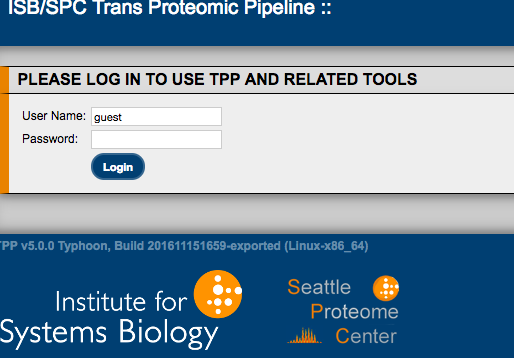 ISB/SPC Trans Proteomic Pipeline ::
PLEASE LOG IN TO USE TPP AND RELATED TOOLS
User Name: guest
Password:
Login
TPP v5.0.0 Typhoon, Build 201611151659-exported (Linux-x86_64)
Institute for
Systems Biology
Seattle
Proteome
Center